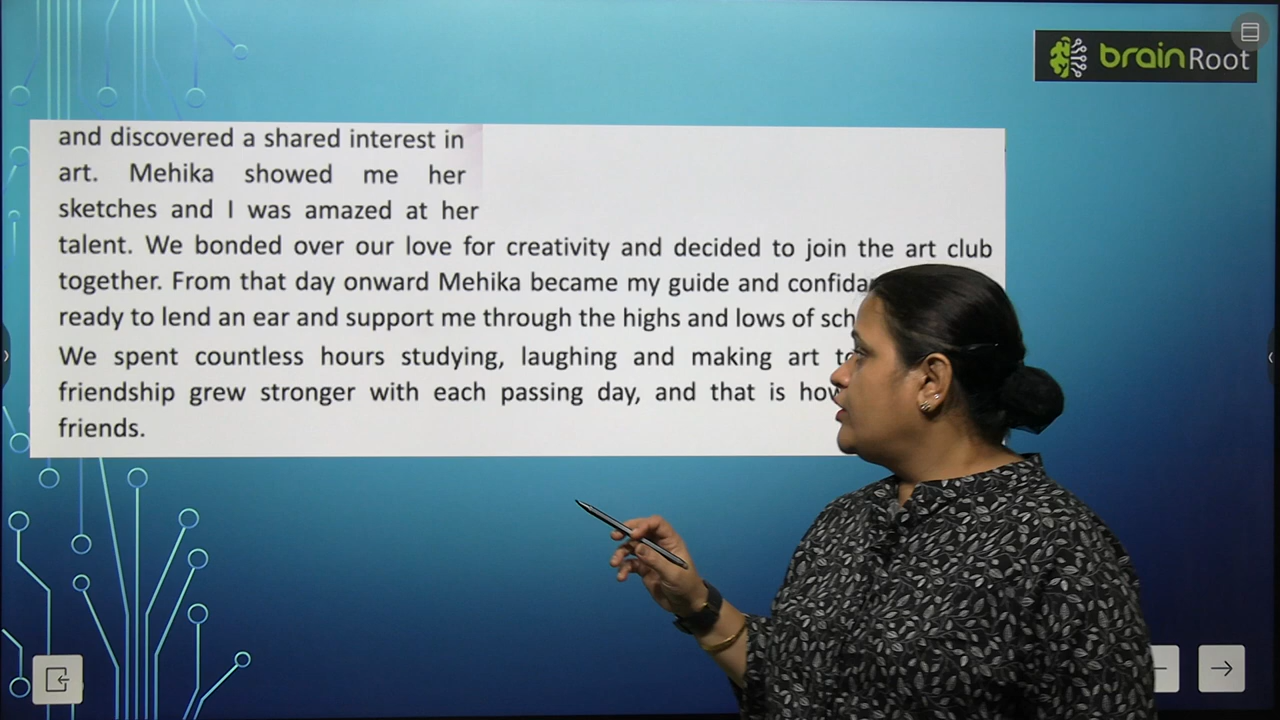 brainRoot
and discovered a shared interest in
art. Mehika showed me her
sketches and I was amazed at her
talent. We bonded over our love for creativity and decided to join the art club
together. From that day onward Mehika became my guide and
ready to lend an ear and support me through the highs and lows of
We spent countless hours studying, laughing and making art
friendship grew stronger with each passing day, and that is
friends.